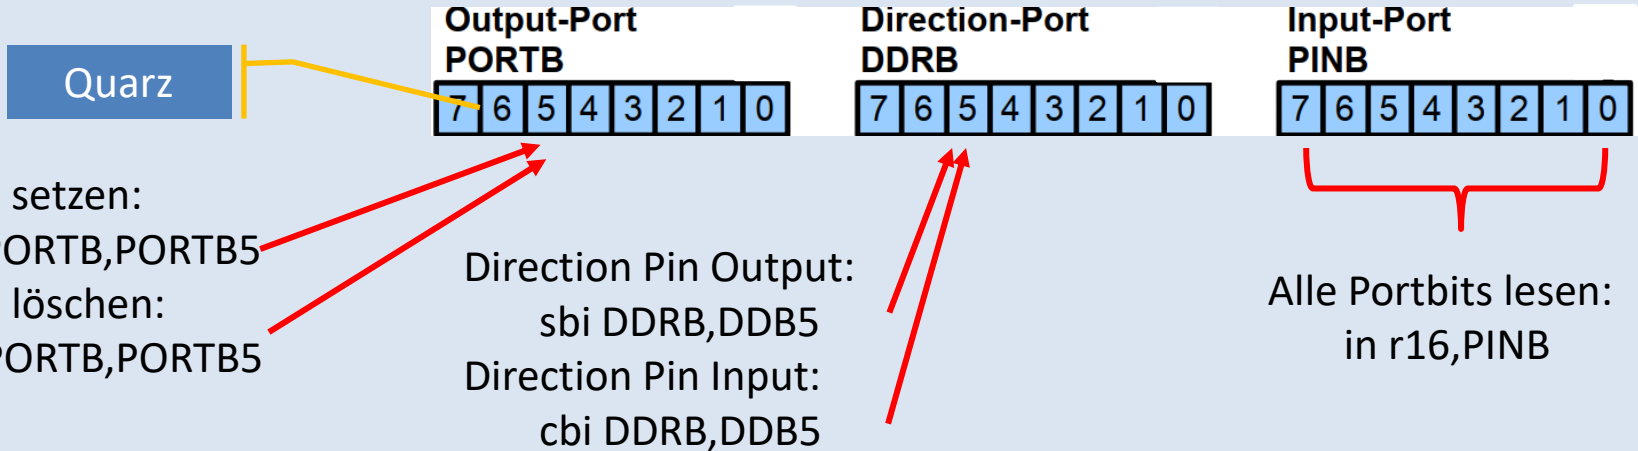 Output-Port
PORTB
7 6 5 4 3 2 1 0
Direction-Port
DDRB
7 6 5 4 3 2 1 0
Input-Port
PINB
7 6 5 4 3 2 1 0
Quarz
setzen:
PORTB,PORTB5
löschen:
PORTB,PORTB5
Direction Pin Output:
sbi DDRB,DDB5
Direction Pin Input:
cbi DDRB,DDB5
Alle Portbits lesen:
in r16,PINB